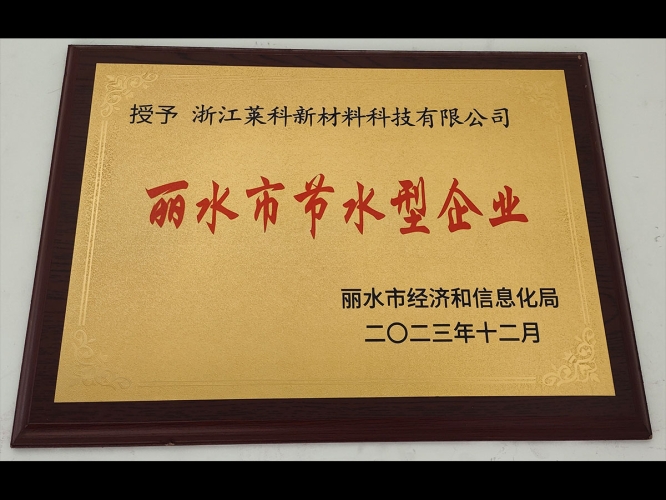 授予 浙江莱科新材料科技有限公司
丽水市节水型企业
丽水市经济和信息化局
二〇二三年十二月